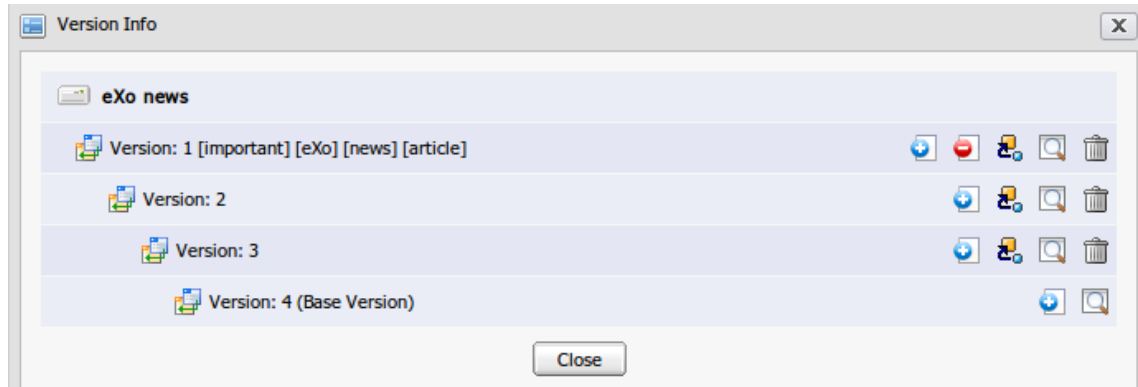 Version Info
eXo news
Version: 1 [important] [eXo] [news] [article]
Version: 2
Version: 3
Version: 4 (Base Version)
Close